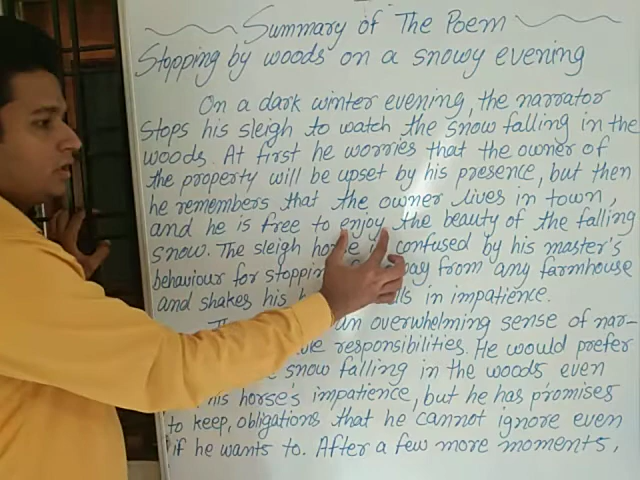 Summary of The Poem
Stopping by woods on a snowy evening
On a dark winter evening, the narrator
stops his sleigh to watch the snow falling in the
woods. At first he worries that the owner of
the property will be upset by his presence, but then
he remembers that the owner lives in town,
and he is free to enjoy the beauty of the falling
snow. The sleigh confused by his master's
behaviour for from any farmhouse
and shakes his in impatience.
an overwhelming sense of nar-
responsibilities. He would prefer
snow falling in the woods even
his horse's impatience, but he has promises
to keep, obligations that he cannot ignore even
if he wants to. After a few more moments,